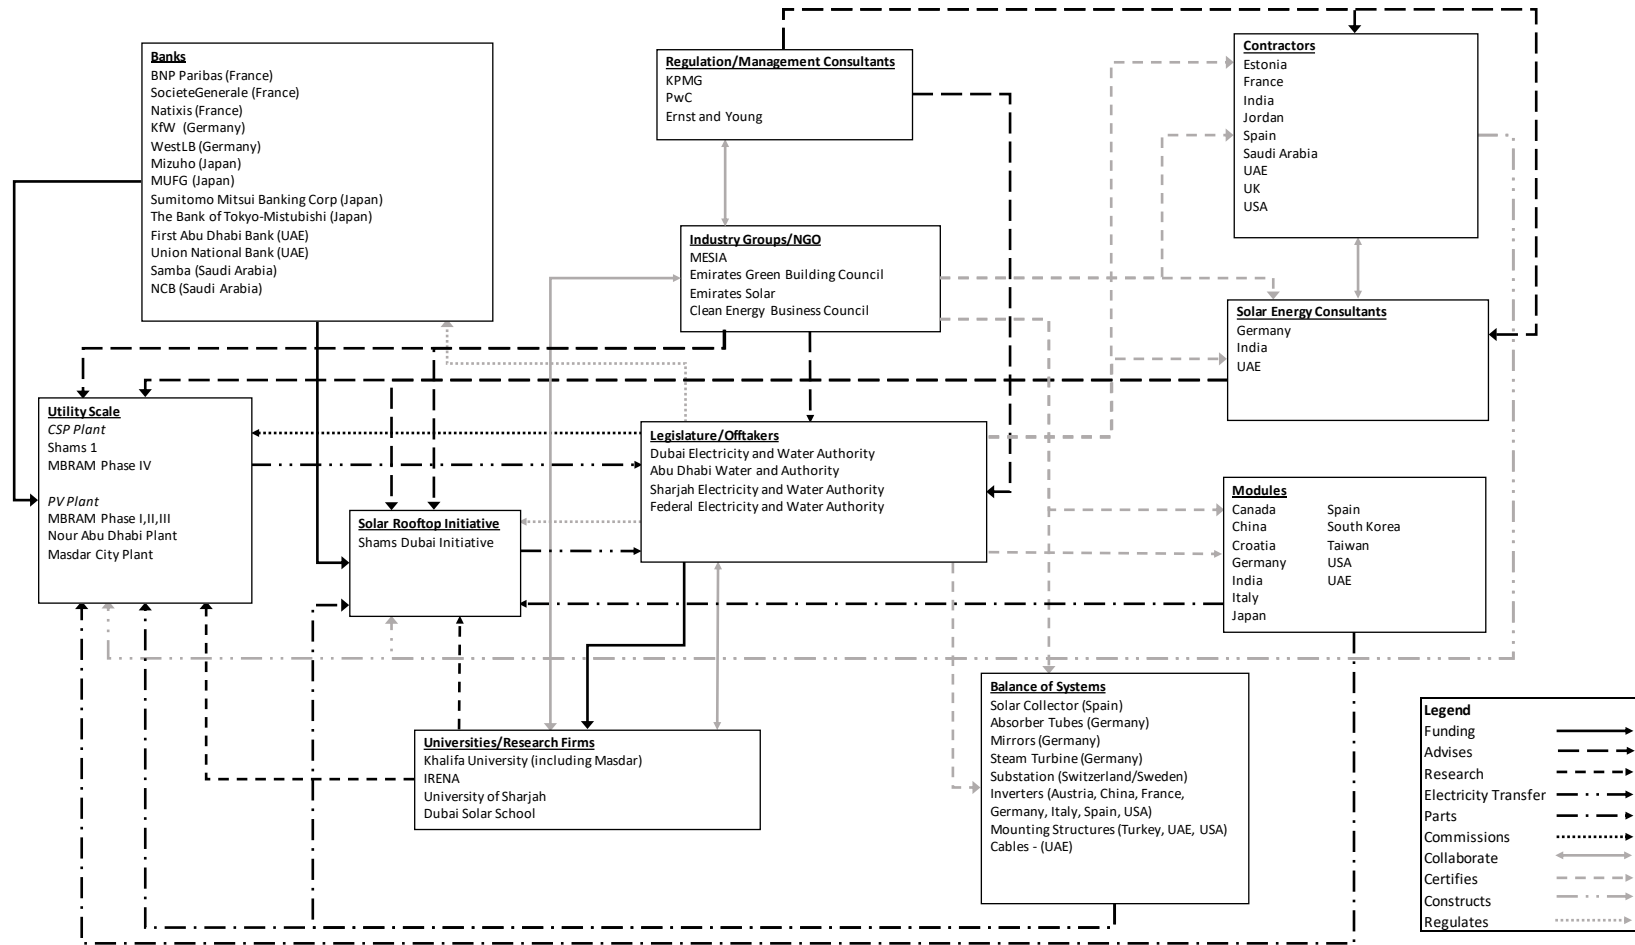 Banks
BNP Paribas (France)
SocieteGenerale (France)
Natixis (France)
KfW (Germany)
WestLB (Germany)
Mizuho (Japan)
MUFG (Japan)
Sumitomo Mitsui Banking Corp (Japan)
The Bank of Tokyo-Mistubishi (Japan)
First Abu Dhabi Bank (UAE)
Union National Bank (UAE)
Samba (Saudi Arabia)
NCB (Saudi Arabia)
Regulation/Management Consultants
KPMG
PwC
Ernst and Young
Contractors
Estonia
France
India
Jordan
Spain
Saudi Arabia
UAE
UK
USA
Industry Groups/NGO
MESIA
Emirates Green Building Council
Emirates Solar
Clean Energy Business Council
Solar Energy Consultants
Germany
India
UAE
Utility Scale
CSP Plant
Shams 1
MBRAM Phase IV
PV Plant
MBRAM Phase I,II,III
Nour Abu Dhabi Plant
Masdar City Plant
Solar Rooftop Initiative
Shams Dubai Initiative
Legislature/Offtakers
Dubai Electricity and Water Authority
Abu Dhabi Water and Authority
Sharjah Electricity and Water Authority
Federal Electricity and Water Authority
Modules
Canada Spain
China South Korea
Croatia Taiwan
Germany USA
India UAE
Italy
Japan
Universities/Research Firms
Khalifa University (including Masdar)
IRENA
University of Sharjah
Dubai Solar School
Balance of Systems
Solar Collector (Spain)
Absorber Tubes (Germany)
Mirrors (Germany)
Steam Turbine (Germany)
Substation (Switzerland/Sweden)
Inverters (Austria, China, France,
Germany, Italy, Spain, USA)
Mounting Structures (Turkey, UAE, USA)
Cables - (UAE)
Legend
Funding
Advises
Research
Electricity Transfer
Parts
Commissions
Collaborate
Certifies
Constructs
Regulates